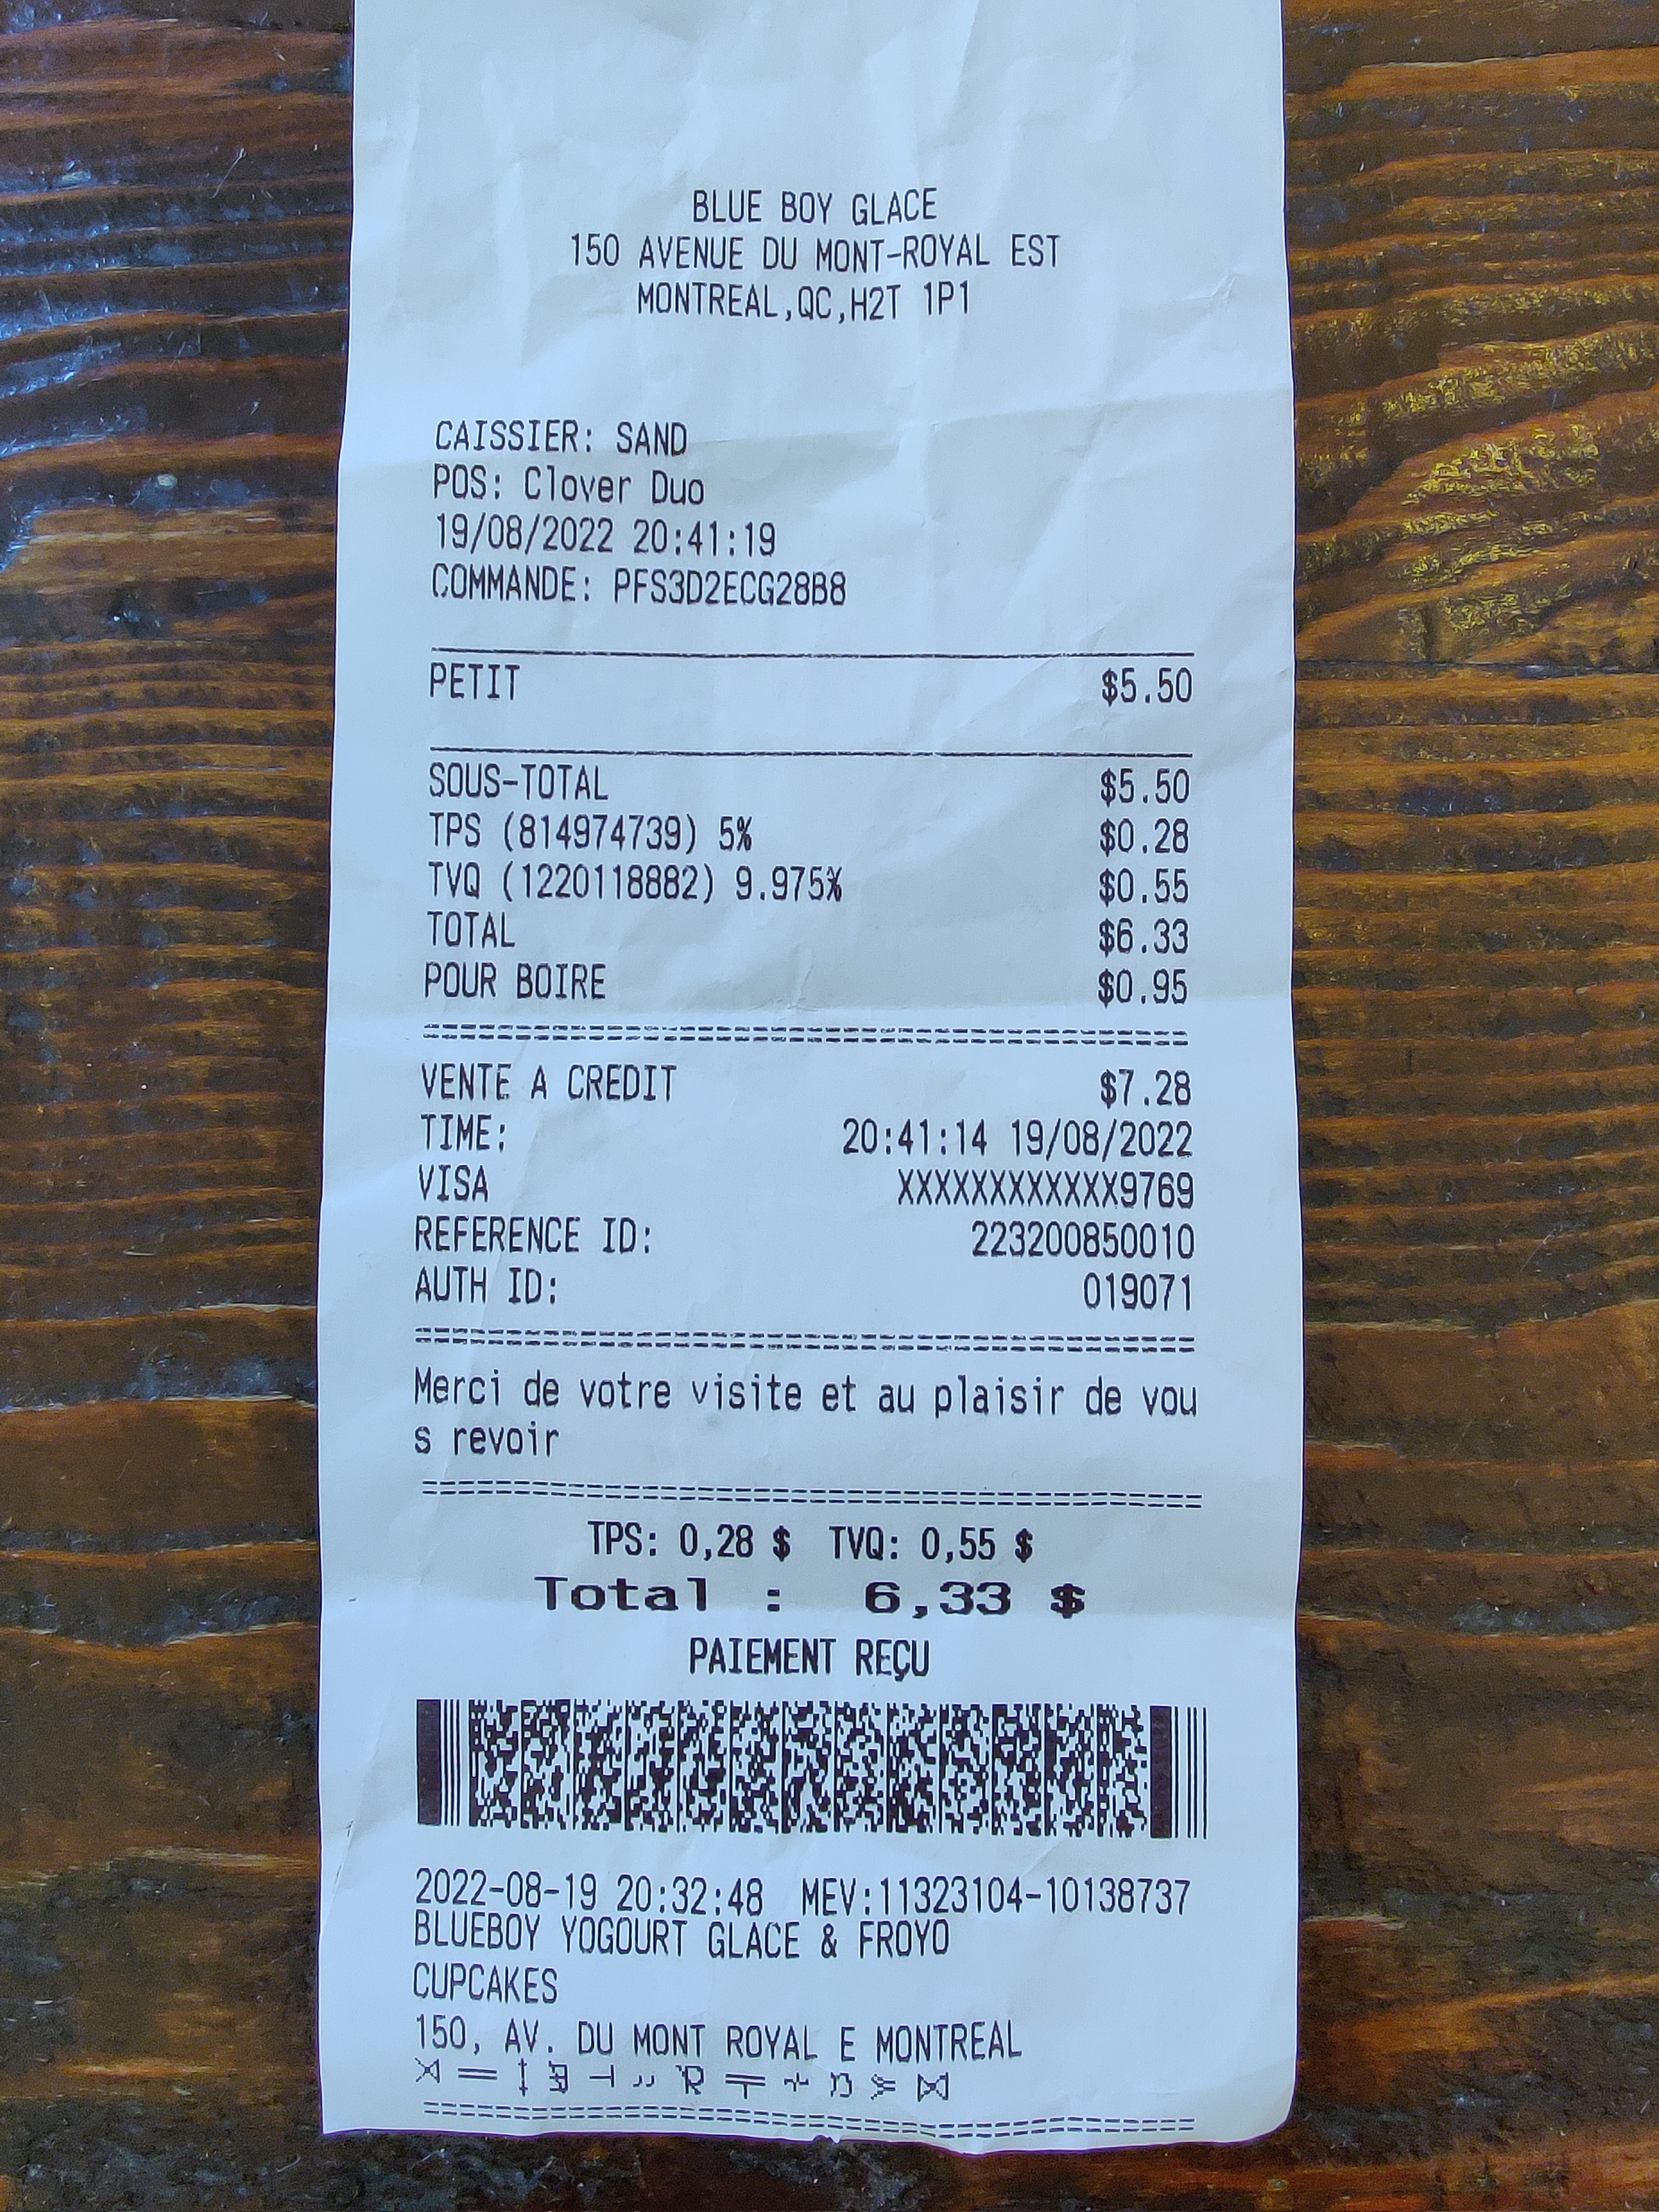 BLUE BOY GLACE
150 AVENUE DU MONT-ROYAL EST
MONTREAL,QC,H2T 1P1
CAISSIER: SAND
POS: Clover Duo
19/08/2022 20:41:19
COMMANDE: PFS3D2ECG28B8
PETIT $5.50
SOUS-TOTAL $5.50
TPS (814974739) 5% $0.28
TVQ (1220118882) 9.975% $0.55
TOTAL $6.33
POUR BOIRE $0.95
VENTE A CREDIT $7.28
TIME: 20:41:14 19/08/2022
VISA XXXXXXXXXXXX9769
REFERENCE ID: 223200850010
AUTH ID: 019071
Merci de votre visite et au plaisir de vou
s revoir
TPS: 0,28 $ TVQ: 0,55 $
Total : 6,33 $
PAIEMENT REÇU
2022-08-19 20:32:48 MEV:11323104-10138737
BLUEBOY YOGOURT GLACE & FROYO
CUPCAKES
150, AV. DU MONT ROYAL E MONTREAL